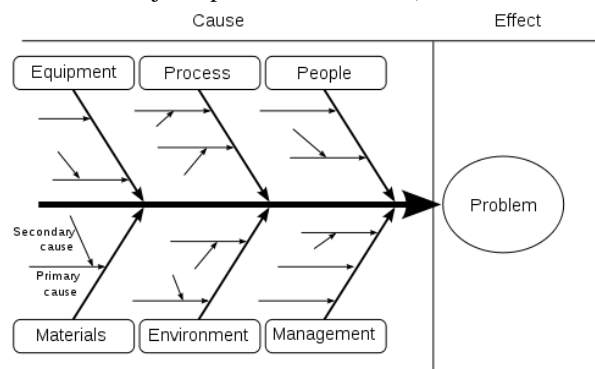 Cause
Effect
Equipment
Process
People
Problem
Secondary
cause
Primary
cause
Materials
Environment
Management